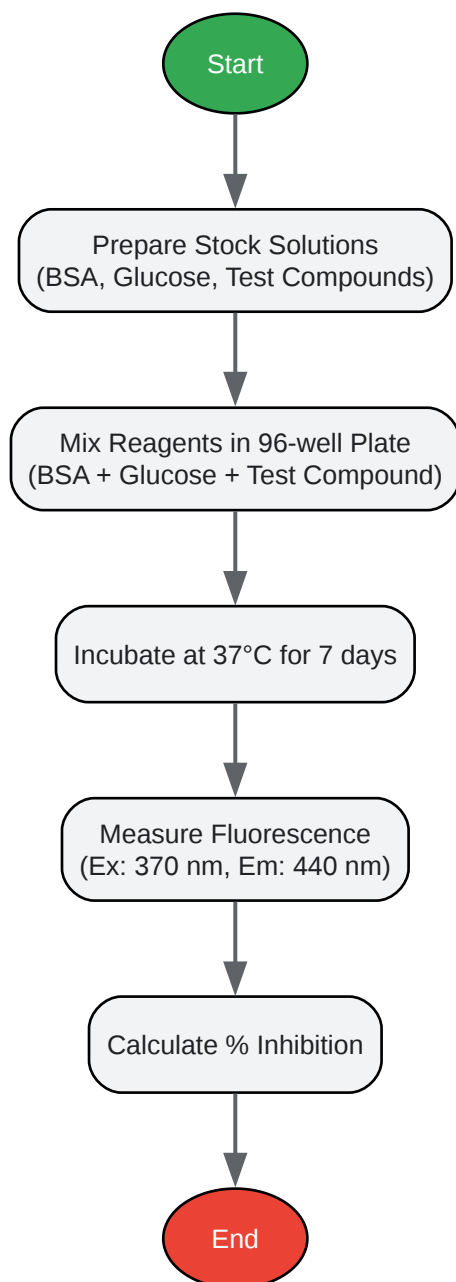 Start
Prepare Stock Solutions
(BSA, Glucose, Test Compounds)
Mix Reagents in 96-well Plate
(BSA + Glucose + Test Compound)
Incubate at 37°C for 7 days
Measure Fluorescence
(Ex: 370 nm, Em: 440 nm)
Calculate % Inhibition
End